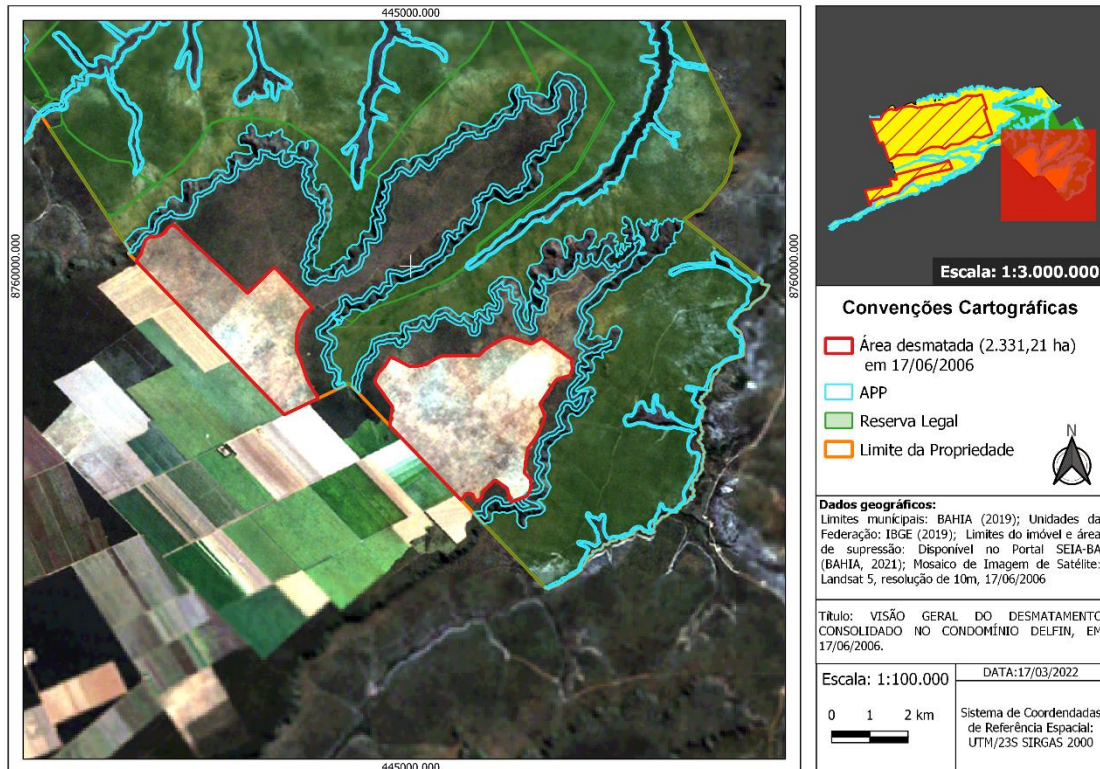 445000.000
8760000.000
8760000.000
445000.000
Escala: 1:3.000.000
Convenções Cartográficas
Área desmatada (2.331,21 ha)
em 17/06/2006
APP
Reserva Legal
Limite da Propriedade
N
Dados geográficos:
Limites municipais: BAHIA (2019); Unidades da
Federação: IBGE (2019); Limites do imóvel e área
de supressão: Disponível no Portal SEIA-BA
(BAHIA, 2021); Mosaico de Imagem de Satélite:
Landsat 5, resolução de 10m, 17/06/2006
Título: VISÃO GERAL DO DESMATAMENTO
CONSOLIDADO NO CONDOMÍNIO DELFIN, EM
17/06/2006.
Escala: 1:100.000
0 1 2 km
DATA:17/03/2022
Sistema de Coordendadas
de Referência Espacial:
UTM/23S SIRGAS 2000